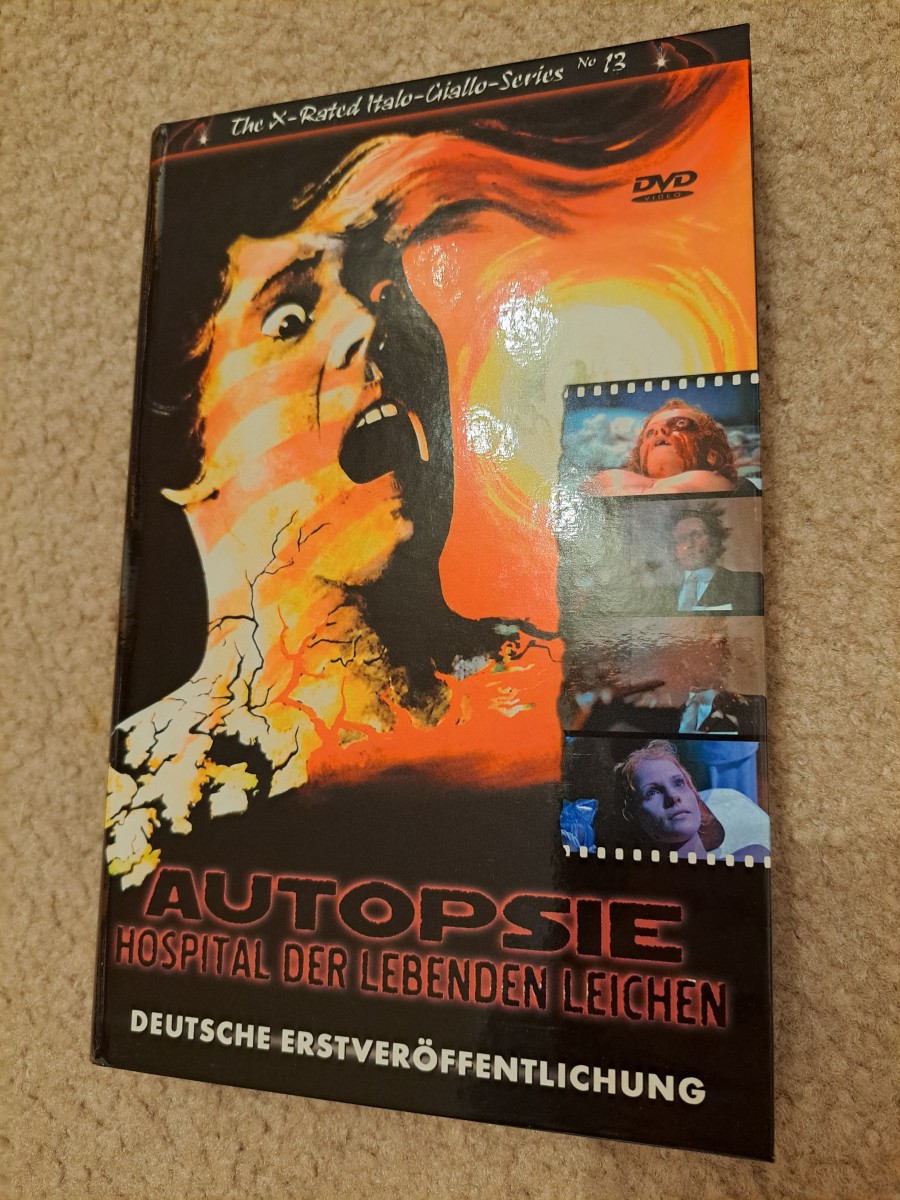 The X-Rated Italo-Giallo-Series No 13
DVD
VIDEO
AUTOPSIE
HOSPITAL DER LEBENDEN LEICHEN
DEUTSCHE ERSTVERÖFFENTLICHUNG